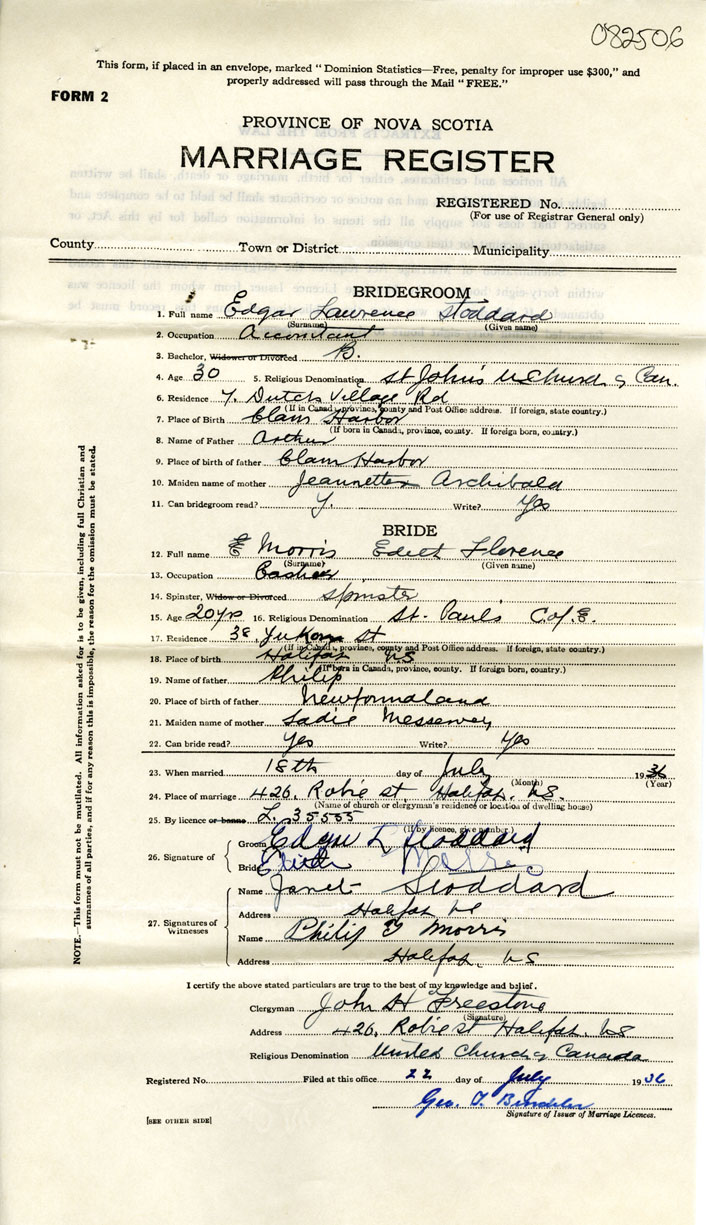 082506
This form, if placed in an envelope, marked "Dominion Statistics—Free, penalty for improper use $300," and
properly addressed will pass through the Mail "FREE."
FORM 2
PROVINCE OF NOVA SCOTIA
MARRIAGE REGISTER
REGISTERED No.
(For use of Registrar General only)
County Town or District Municipality
BRIDEGROOM
1. Full name Edgar Lawrence Stoddard
(Surname) (Given name)
2. Occupation Accountant
3. Bachelor, Widower or Divorced B.
4. Age 30 5. Religious Denomination St John's U Church of Can.
6. Residence 7. Dutch Village Rd
(If in Canada, province, county and Post Office address. If foreign, state country.)
7. Place of Birth Clam Harbor
(If born in Canada, province, county. If foreign born, country.)
8. Name of Father Arthur
9. Place of birth of father Clam Harbor
10. Maiden name of mother Jeannetta Archibald
11. Can bridegroom read? Y. Write? Yes
BRIDE
12. Full name E Morris Edith Florence
(Surname) (Given name)
13. Occupation Cashier
14. Spinster, Widow or Divorced Spinster
15. Age 20 yrs 16. Religious Denomination St. Paul's C of E.
17. Residence 38, Yukon St
(If in Canada, province, county and Post Office address. If foreign, state country.)
18. Place of birth Halifax NS
(If born in Canada, province, county. If foreign born, country.)
19. Name of father Philip
20. Place of birth of father Newformaland
21. Maiden name of mother Sadie Messervey
22. Can bride read? Yes Write? Yes
23. When married 18th day of July 1936
(Month) (Year)
24. Place of marriage 426, Robie st, Halifax. N.S.
(Name of church or clergyman's residence or location of dwelling house)
25. By licence or banns L. 35555
(If by licence, give number.)
26. Signature of
Groom Edgar L Stoddard
Bride Edith Morris
27. Signatures of Witnesses
Name Janet Stoddard
Address Halifax NS
Name Philip Morris
Address Halifax, NS
I certify the above stated particulars are true to the best of my knowledge and belief.
Clergyman John H Freestone
(Signature)
Address 426, Robie st Halifax NS
Religious Denomination United Church of Canada
Registered No. Filed at this office 22 day of July 1936
Geo. T.
Signature of Issuer of Marriage Licences.
[SEE OTHER SIDE]
NOTE.—This form must not be mutilated. All information asked for is to be given, including full Christian and
surnames of all parties, and if for any reason this is impossible, the reason for the omission must be stated.